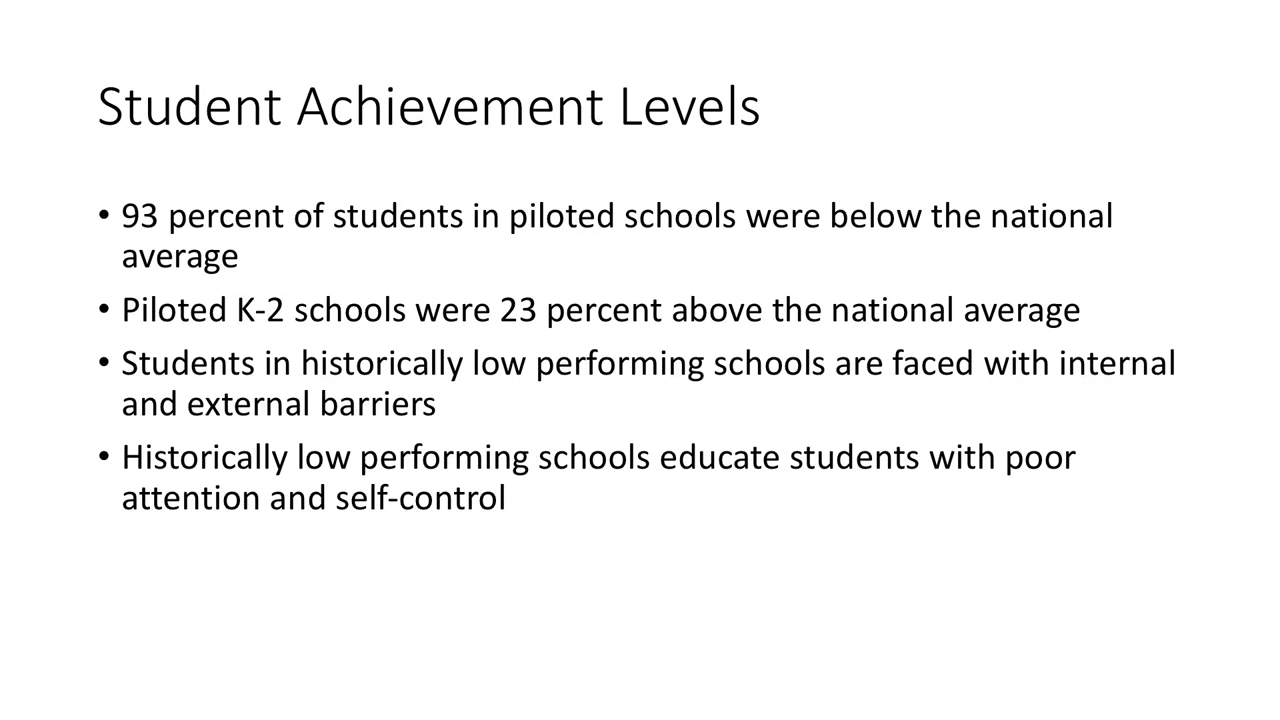 Student Achievement Levels
• 93 percent of students in piloted schools were below the national
average
• Piloted K-2 schools were 23 percent above the national average
• Students in historically low performing schools are faced with internal
and external barriers
• Historically low performing schools educate students with poor
attention and self-control